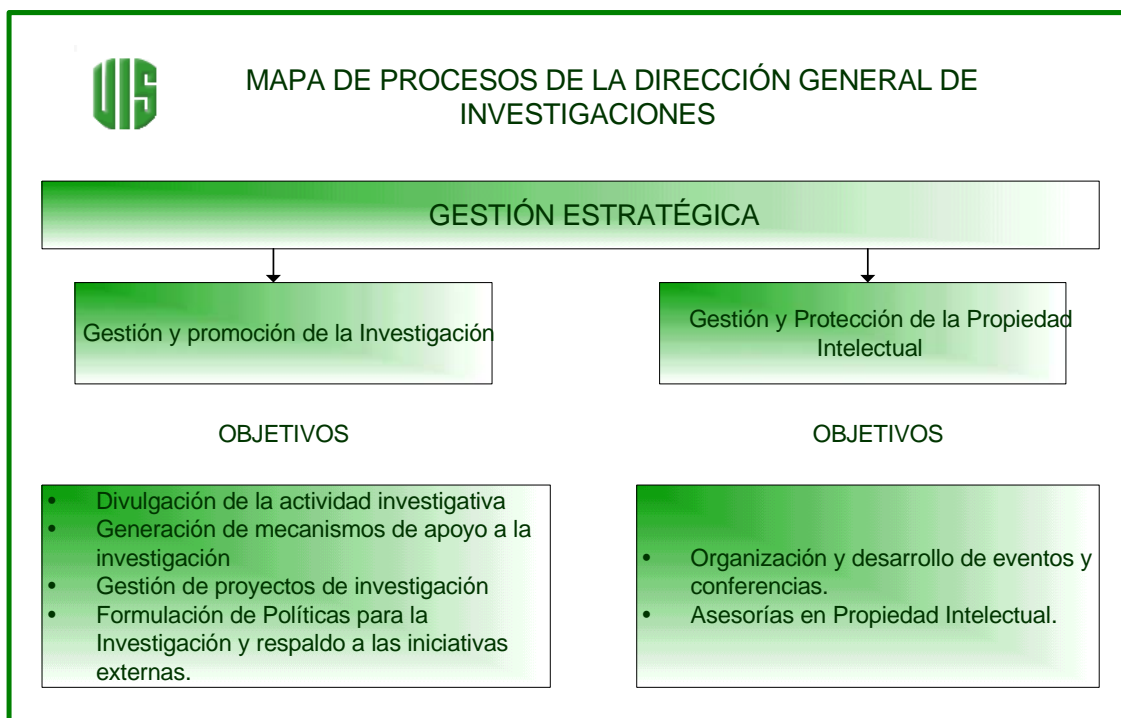 UIS
MAPA DE PROCESOS DE LA DIRECCIÓN GENERAL DE
INVESTIGACIONES
GESTIÓN ESTRATÉGICA
Gestión y promoción de la Investigación
Gestión y Protección de la Propiedad
Intelectual
OBJETIVOS
OBJETIVOS
• Divulgación de la actividad investigativa
• Generación de mecanismos de apoyo a la
investigación
• Gestión de proyectos de investigación
• Formulación de Políticas para la
Investigación y respaldo a las iniciativas
externas.
• Organización y desarrollo de eventos y
conferencias.
• Asesorías en Propiedad Intelectual.